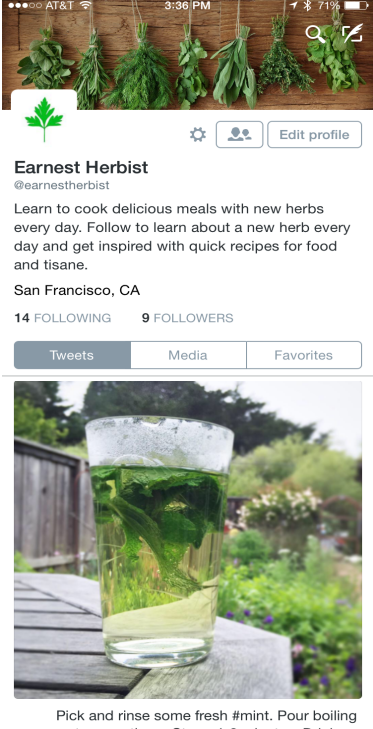 AT&T 3:36 PM 71%
Edit profile
Earnest Herbist
@earnestherbist
Learn to cook delicious meals with new herbs
every day. Follow to learn about a new herb every
day and get inspired with quick recipes for food
and tisane.
San Francisco, CA
14 FOLLOWING 9 FOLLOWERS
Tweets Media Favorites
Pick and rinse some fresh #mint. Pour boiling